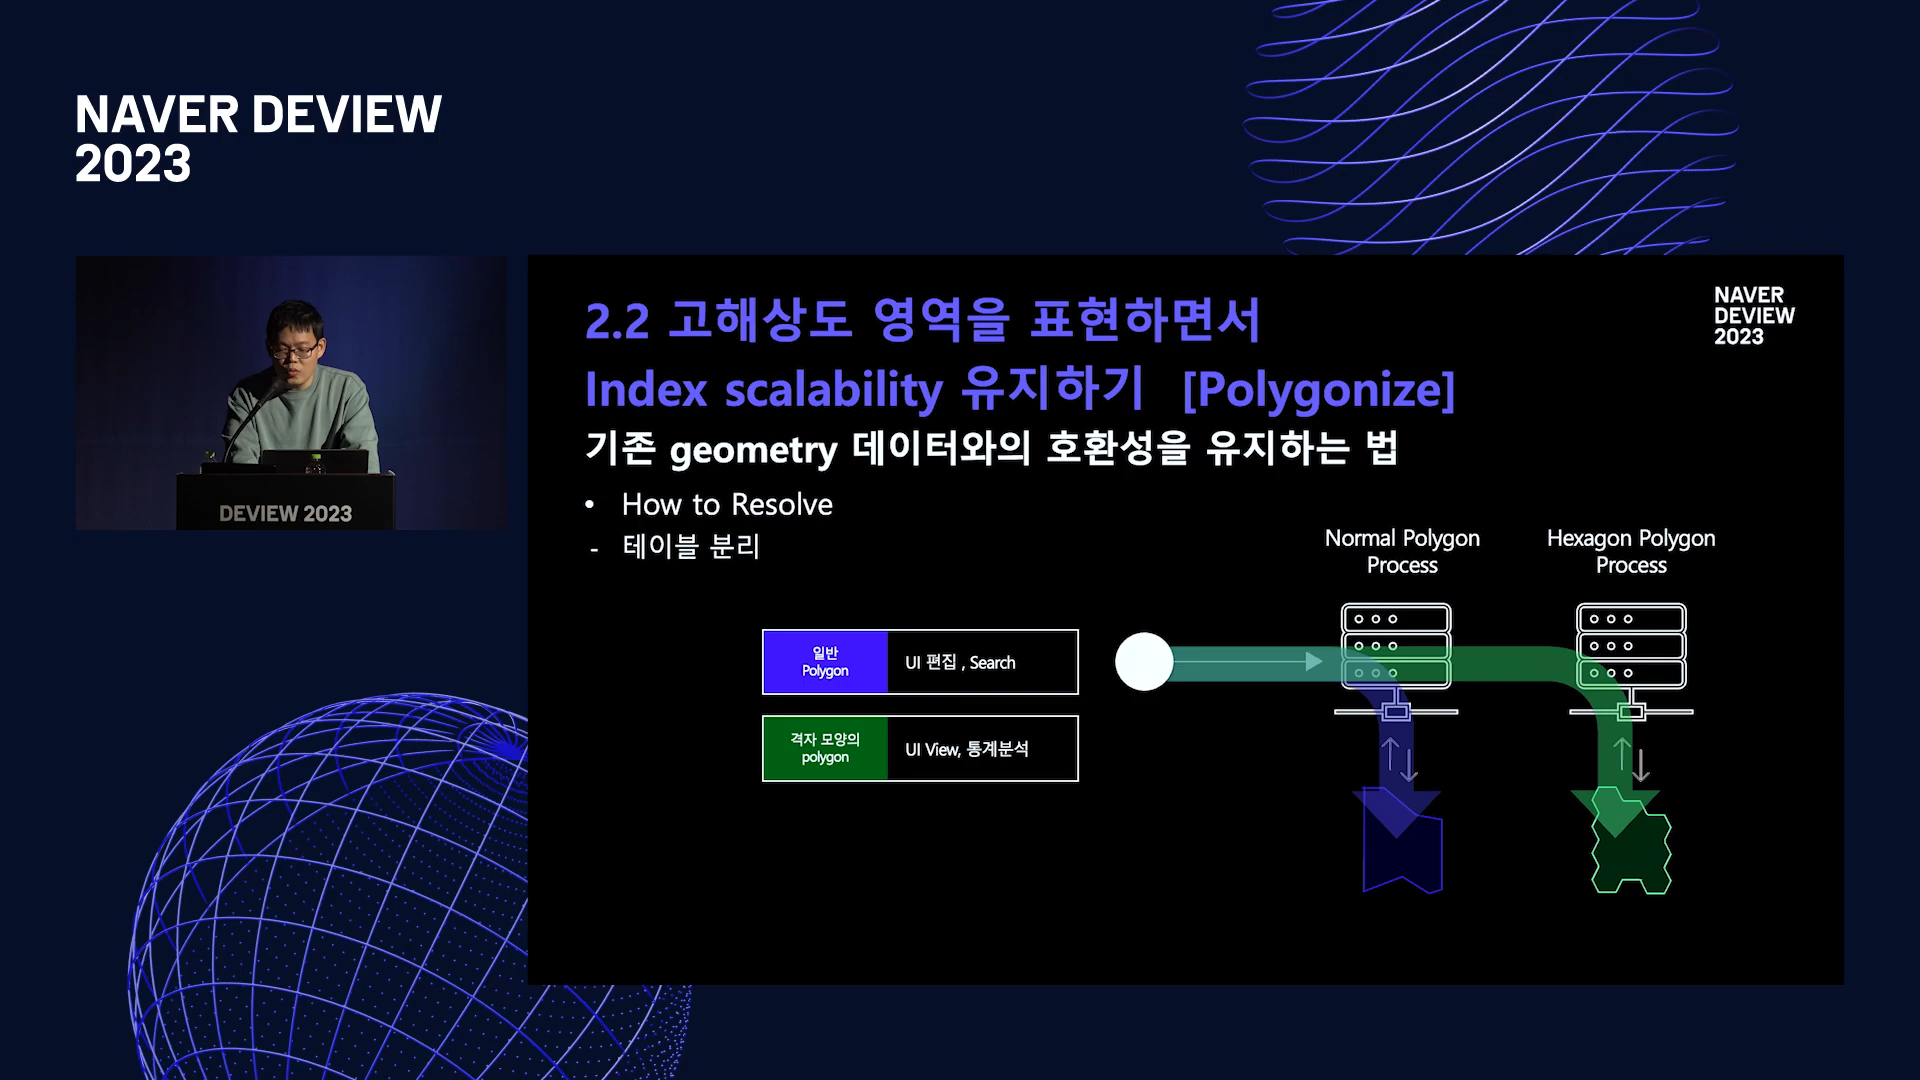 NAVER DEVIEW
2023
DEVIEW 2023
2.2 고해상도 영역을 표현하면서
Index scalability 유지하기 [Polygonize]
NAVER
DEVIEW
2023
기존 geometry 데이터와의 호환성을 유지하는 법
• How to Resolve
- 테이블 분리
일반
Polygon
UI 편집 , Search
격자 모양의
polygon
UI View, 통계분석
Normal Polygon
Process
Hexagon Polygon
Process